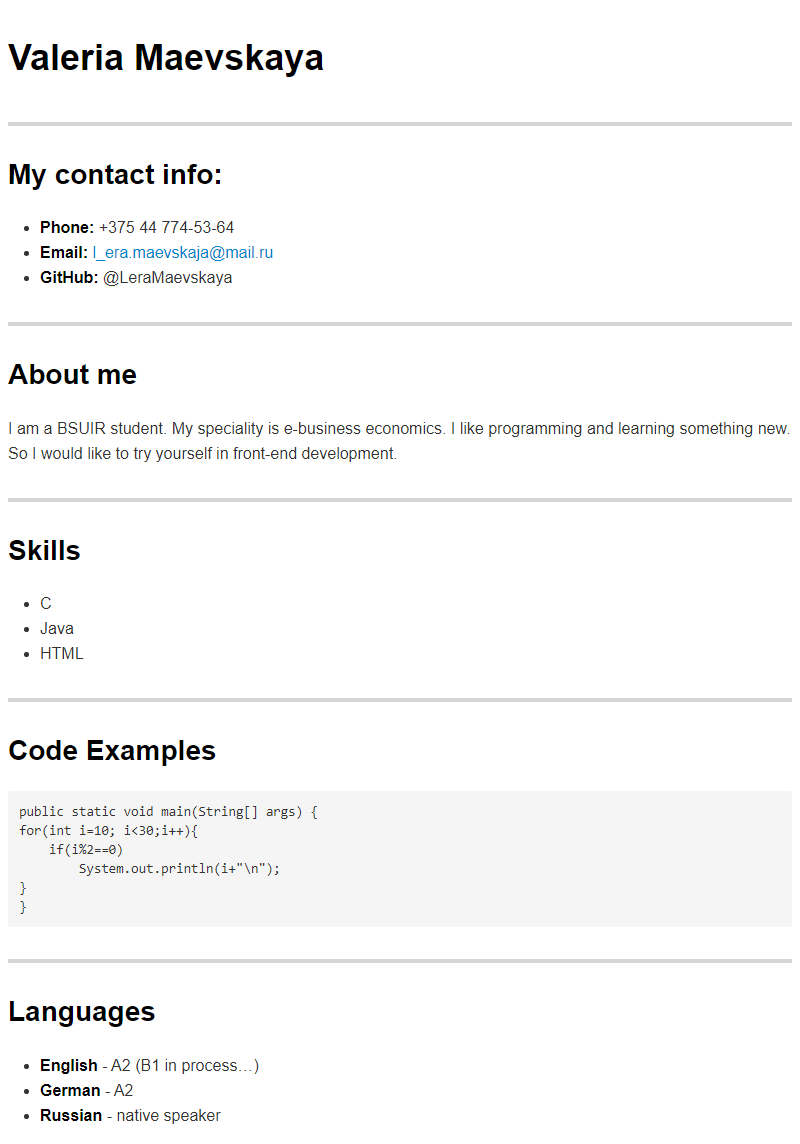 Valeria Maevskaya
My contact info:
Phone: +375 44 774-53-64
Email: l_era.maevskaja@mail.ru
GitHub: @LeraMaevskaya
About me
I am a BSUIR student. My speciality is e-business economics. I like programming and learning something new.
So I would like to try yourself in front-end development.
Skills
C
Java
HTML
Code Examples
public static void main(String[] args) {
for(int i=10; i<30;i++){
    if(i%2==0)
        System.out.println(i+"\n");
}
}
Languages
English - A2 (B1 in process…)
German - A2
Russian - native speaker